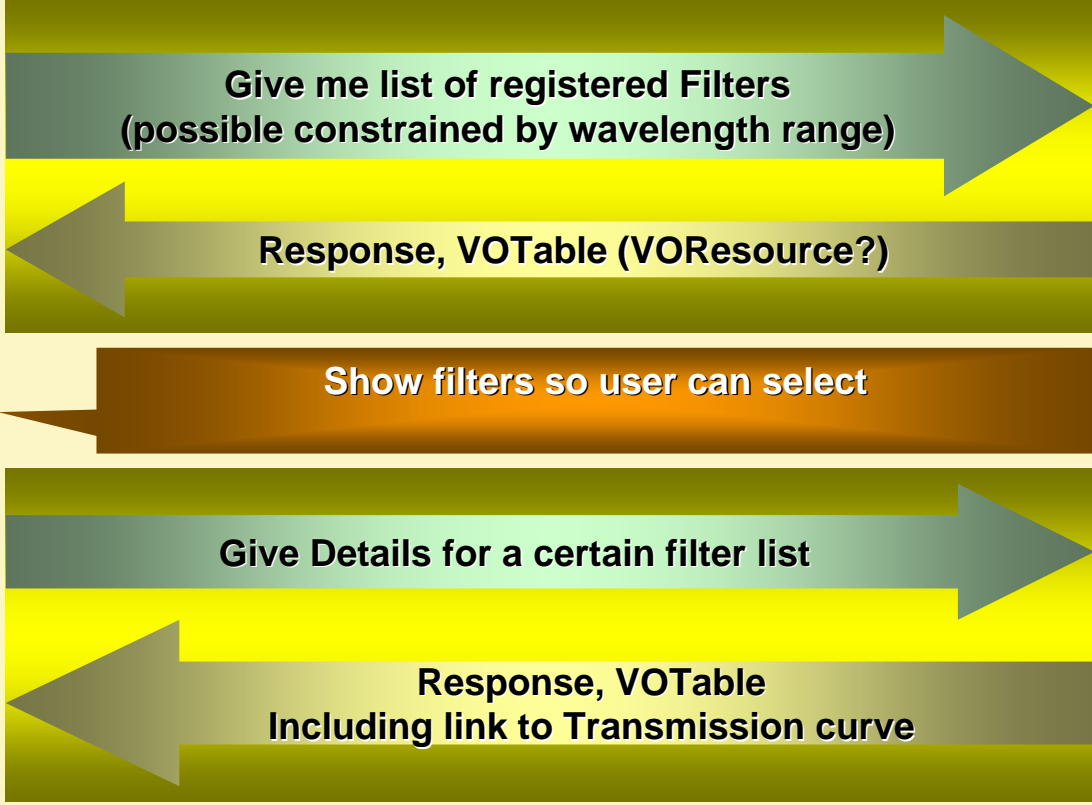 Give me list of registered Filters
(possible constrained by wavelength range)
Response, VOTable (VOResource?)
Show filters so user can select
Give Details for a certain filter list
Response, VOTable
Including link to Transmission curve